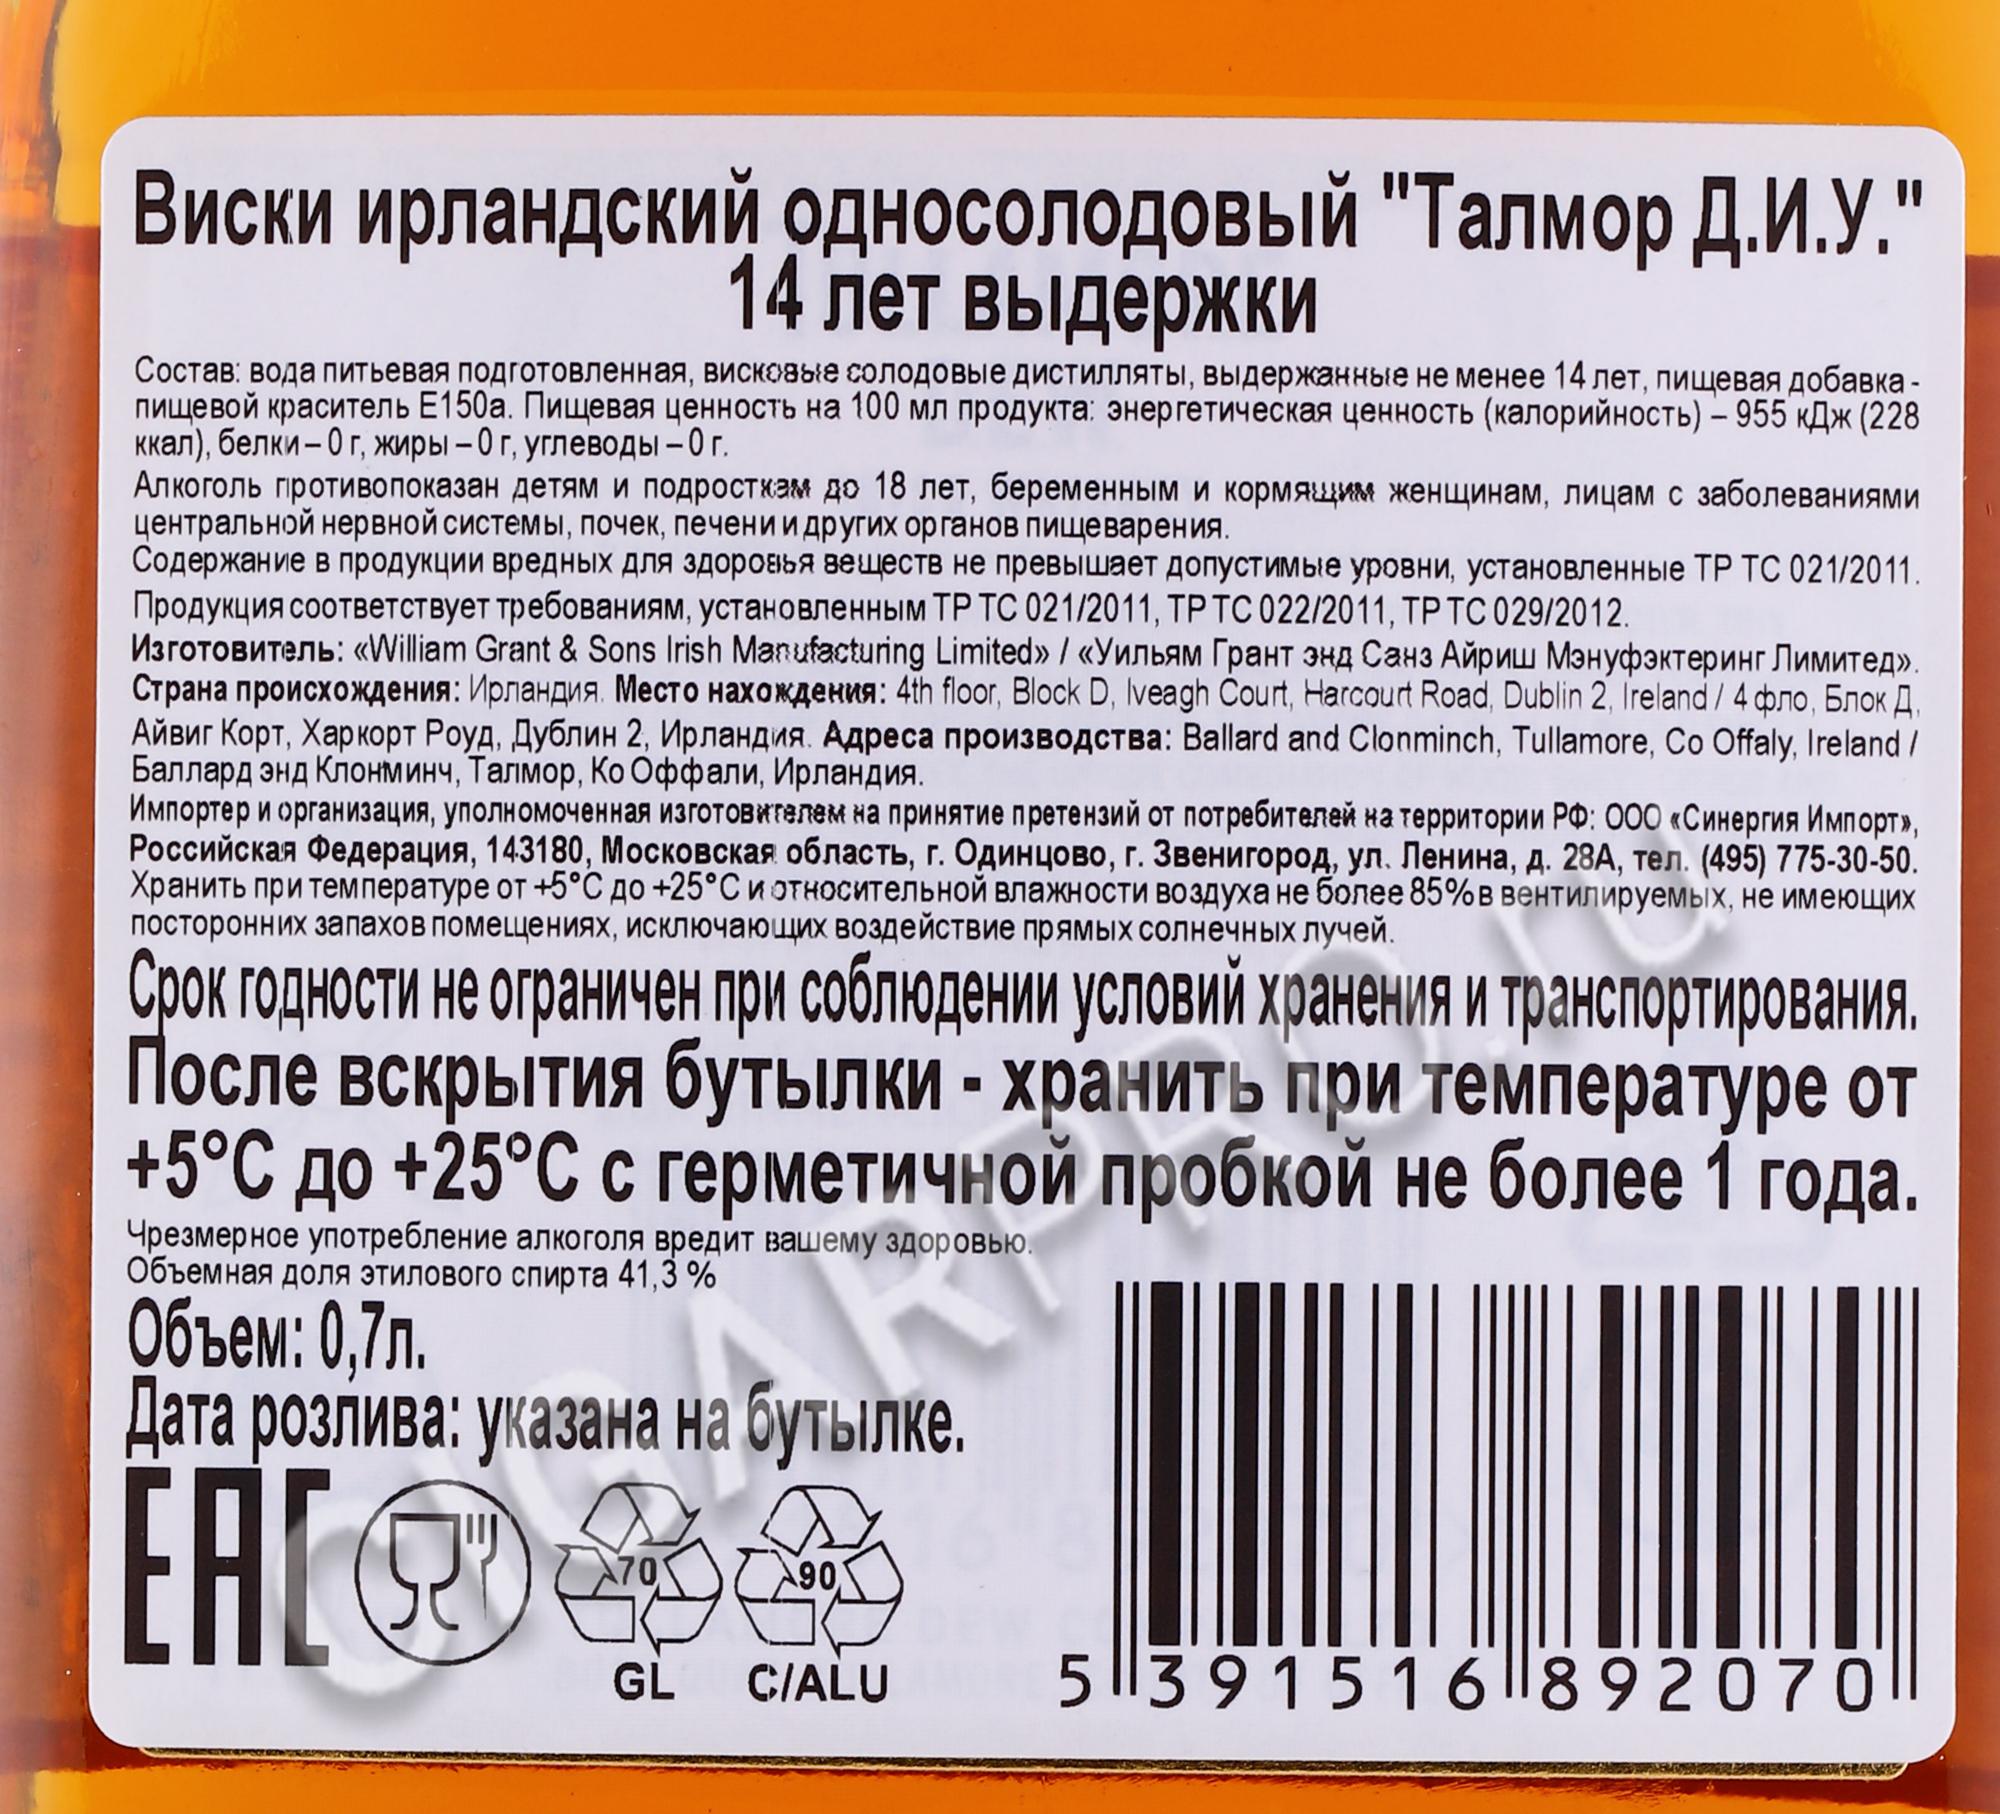 Виски ирландский односолодовый "Талмор Д.И.У."
14 лет выдержки
Состав: вода питьевая подготовленная, висковые солодовые дистилляты, выдержанные не менее 14 лет, пищевая добавка -
пищевой краситель Е150а. Пищевая ценность на 100 мл продукта: энергетическая ценность (калорийность) – 955 кДж (228
ккал), белки – 0 г, жиры – 0 г, углеводы – 0 г.
Алкоголь противопоказан детям и подросткам до 18 лет, беременным и кормящим женщинам, лицам с заболеваниями
центральной нервной системы, почек, печени и других органов пищеварения.
Содержание в продукции вредных для здоровья веществ не превышает допустимые уровни, установленные ТР ТС 021/2011.
Продукция соответствует требованиям, установленным ТР ТС 021/2011, ТР ТС 022/2011, ТР ТС 029/2012.
Изготовитель: «William Grant & Sons Irish Manufacturing Limited» / «Уильям Грант энд Санз Айриш Мэнуфэктеринг Лимитед».
Страна происхождения: Ирландия. Место нахождения: 4th floor, Block D, Iveagh Court, Harcourt Road, Dublin 2, Ireland / 4 фло, Блок Д,
Айвиг Корт, Харкорт Роуд, Дублин 2, Ирландия. Адреса производства: Ballard and Clonminch, Tullamore, Co Offaly, Ireland /
Баллард энд Клонминч, Талмор, Ко Оффали, Ирландия.
Импортер и организация, уполномоченная изготовителем на принятие претензий от потребителей на территории РФ: ООО «Синергия Импорт»,
Российская Федерация, 143180, Московская область, г. Одинцово, г. Звенигород, ул. Ленина, д. 28А, тел. (495) 775-30-50.
Хранить при температуре от +5°С до +25°С и относительной влажности воздуха не более 85% в вентилируемых, не имеющих
посторонних запахов помещениях, исключающих воздействие прямых солнечных лучей.
Срок годности не ограничен при соблюдении условий хранения и транспортирования.
После вскрытия бутылки - хранить при температуре от
+5°С до +25°С с герметичной пробкой не более 1 года.
Чрезмерное употребление алкоголя вредит вашему здоровью.
Объемная доля этилового спирта 41,3 %
Объем: 0,7л.
Дата розлива: указана на бутылке.
EAC
70
GL
90
C/ALU
5 391516 892070
CIGARPRO.ru